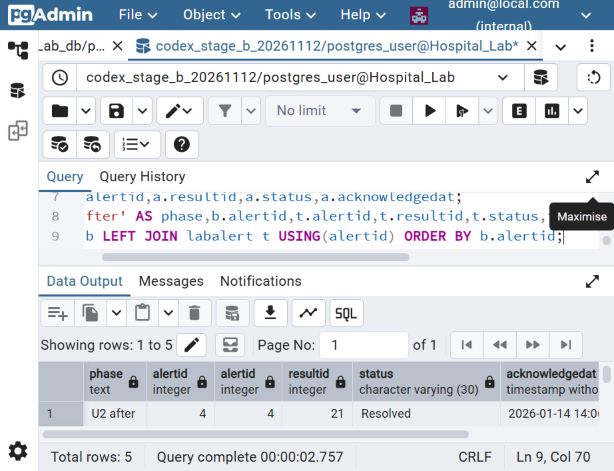 pgAdmin File Object Tools Help admin@local.com (internal)
_ab_db/p... codex_stage_b_20261112/postgres_user@Hospital_Lab*
codex_stage_b_20261112/postgres_user@Hospital_Lab
No limit E
Query Query History
7 alertid,a.resultid,a.status,a.acknowledgedat;
8 fter' AS phase,b.alertid,t.alertid,t.resultid,t.status,
Maximise
9 b LEFT JOIN labalert t USING(alertid) ORDER BY b.alertid;
Data Output Messages Notifications
SQL
Showing rows: 1 to 5 Page No: 1 of 1
phase alertid alertid resultid status acknowledgedat
text integer integer integer character varying (30) timestamp witho
1 U2 after 4 4 21 Resolved 2026-01-14 14:0
Total rows: 5 Query complete 00:00:02.757 CRLF Ln 9, Col 70